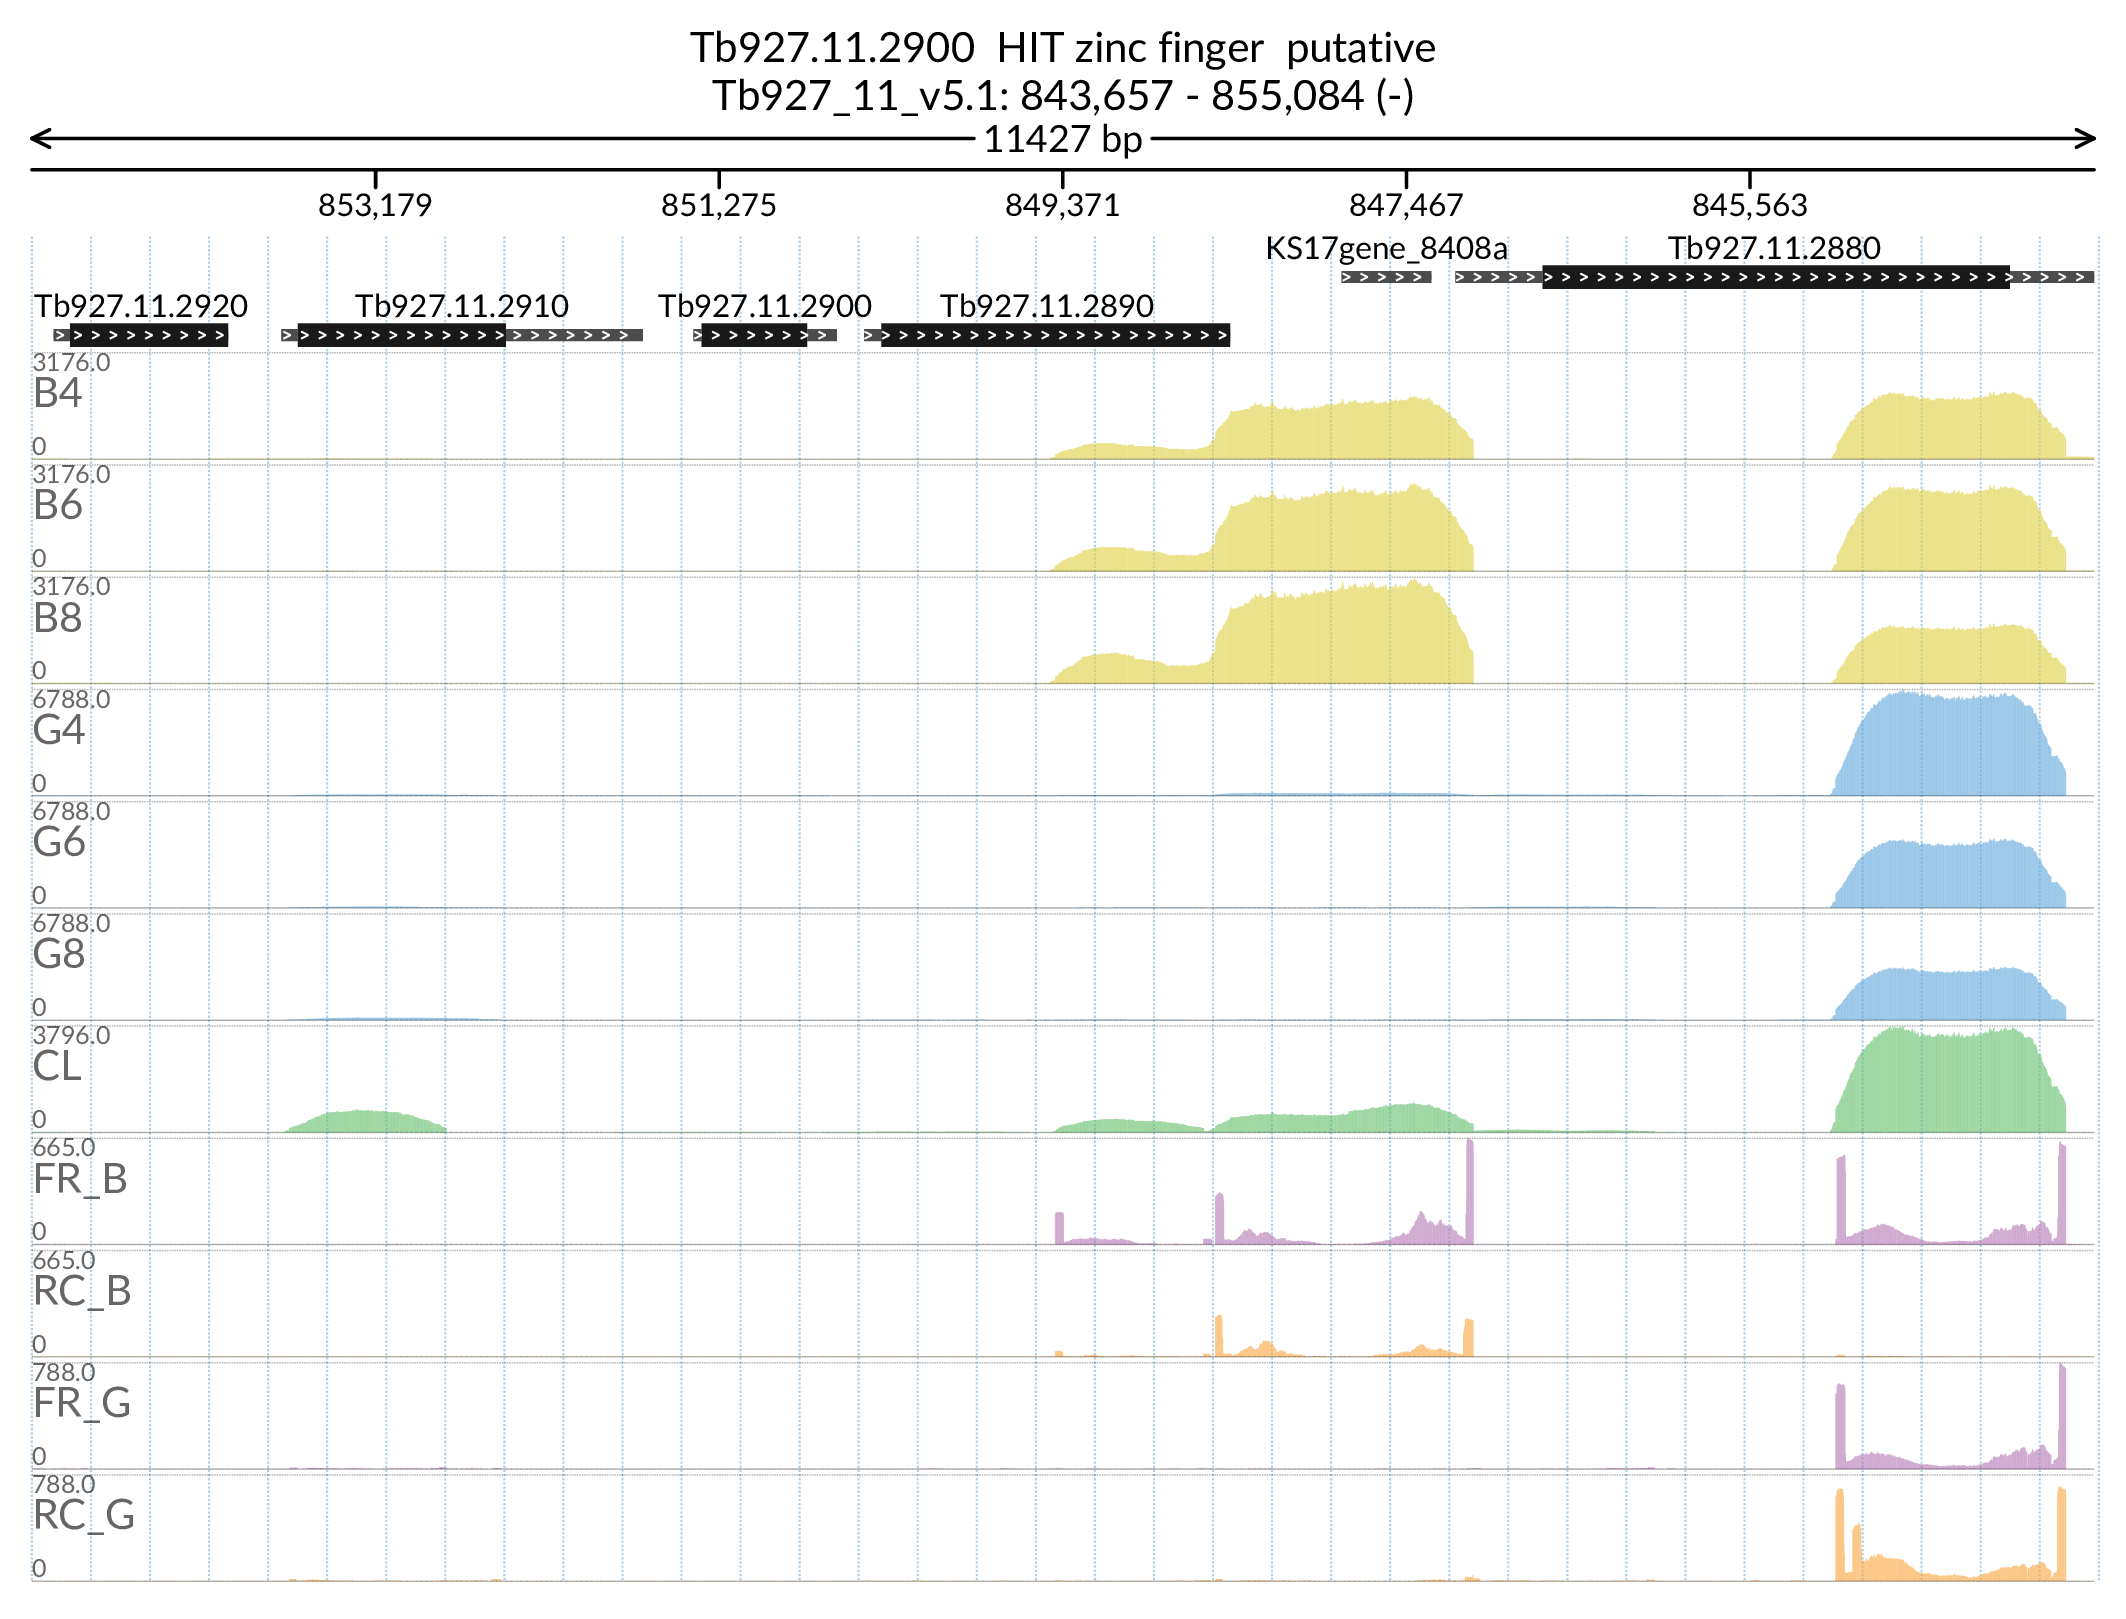 Tb927.11.2900  HIT zinc finger  putative
Tb927_11_v5.1: 843,657 - 855,084 (-)
11427 bp
853,179 851,275 849,371 847,467 845,563
KS17gene_8408a Tb927.11.2880
Tb927.11.2920 Tb927.11.2910 Tb927.11.2900 Tb927.11.2890
3176.0
B4
0
3176.0
B6
0
3176.0
B8
0
6788.0
G4
0
6788.0
G6
0
6788.0
G8
0
3796.0
CL
0
665.0
FR_B
0
665.0
RC_B
0
788.0
FR_G
0
788.0
RC_G
0